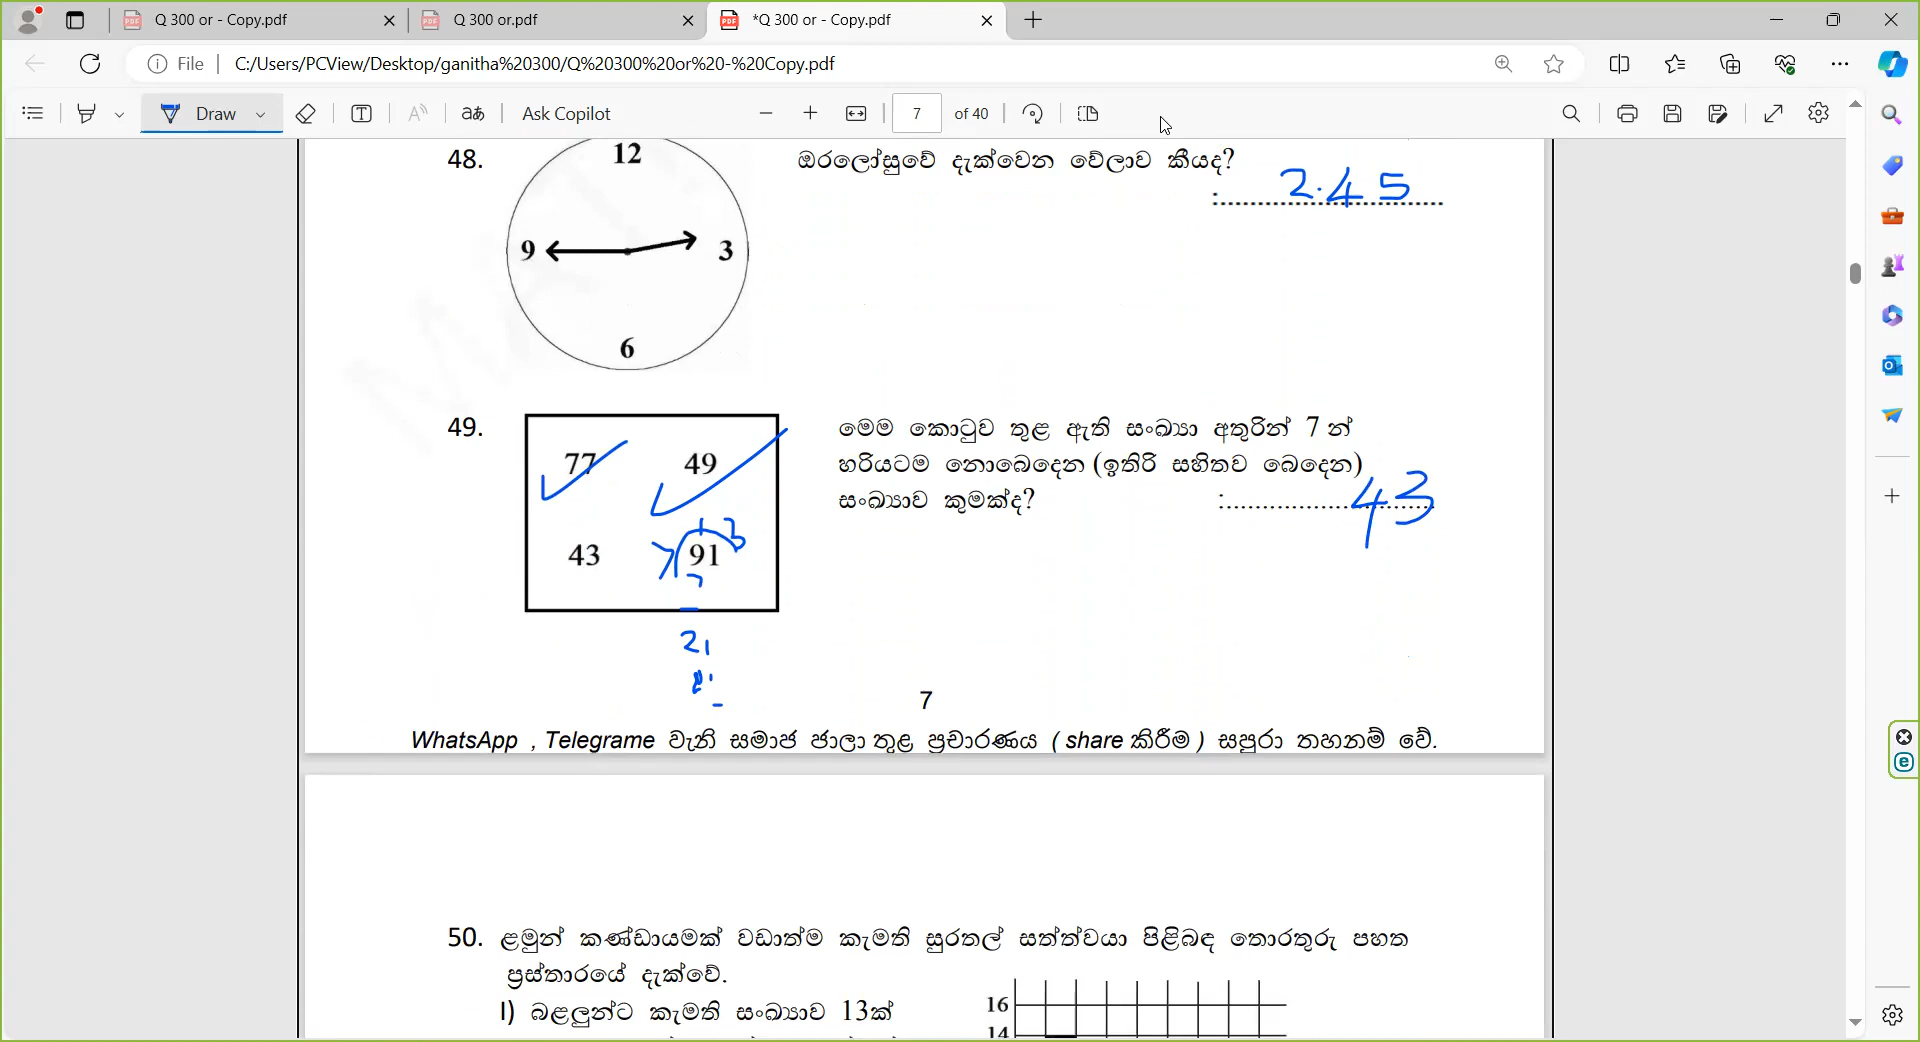 Q 300 or - Copy.pdf
Q 300 or.pdf
*Q 300 or - Copy.pdf
File
C:/Users/PCView/Desktop/ganitha%20300/Q%20300%20or%20-%20Copy.pdf
Draw
Ask Copilot
7
of 40
48.
12
9
3
6
ඔරලෝසුවේ දැක්වෙන වේලාව කීයද?
:..............................
2.45
49.
77
49
43
91
13
7
7
21
මෙම කොටුව තුළ ඇති සංඛ්‍යා අතුරින් 7 න්
හරියටම නොබෙදෙන (ඉතිරි සහිතව බෙදෙන)
සංඛ්‍යාව කුමක්ද?
:..............................
43
7
WhatsApp , Telegrame වැනි සමාජ ජාලා තුළ ප්‍රචාරණය ( share කිරීම ) සපුරා තහනම් වේ.
50. ළමුන් කණ්ඩායමක් වඩාත්ම කැමති සුරතල් සත්ත්වයා පිළිබඳ තොරතුරු පහත
ප්‍රස්තාරයේ දැක්වේ.
I) බළලුන්ට කැමති සංඛ්‍යාව 13ක්
16
14